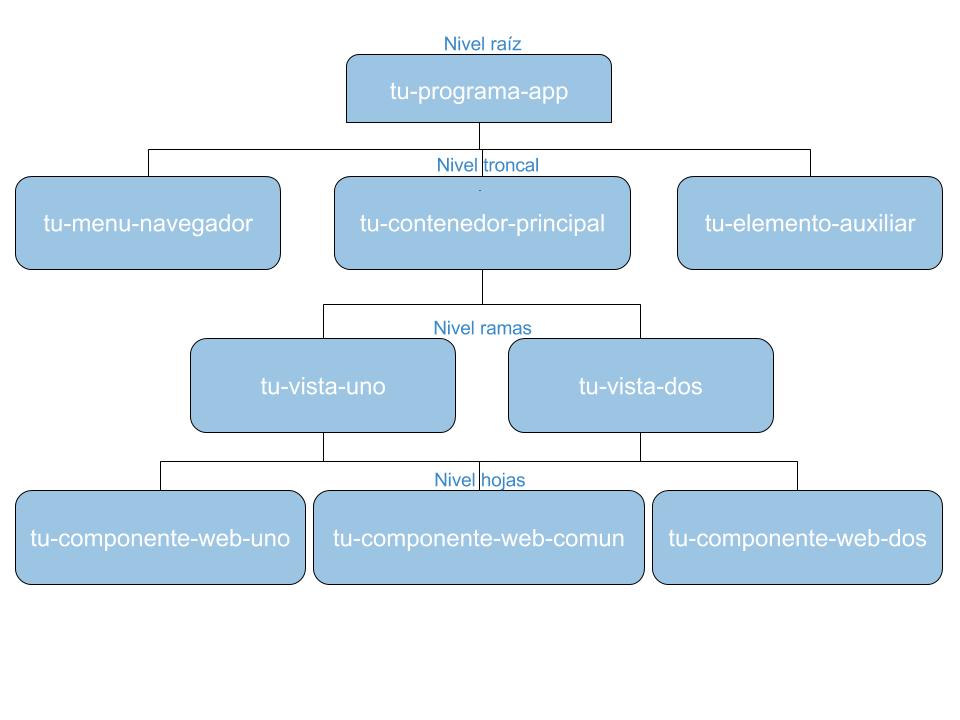 Nivel raíz
tu-programa-app
Nivel troncal
tu-menu-navegador
tu-contenedor-principal
tu-elemento-auxiliar
Nivel ramas
tu-vista-uno
tu-vista-dos
Nivel hojas
tu-componente-web-uno
tu-componente-web-comun
tu-componente-web-dos